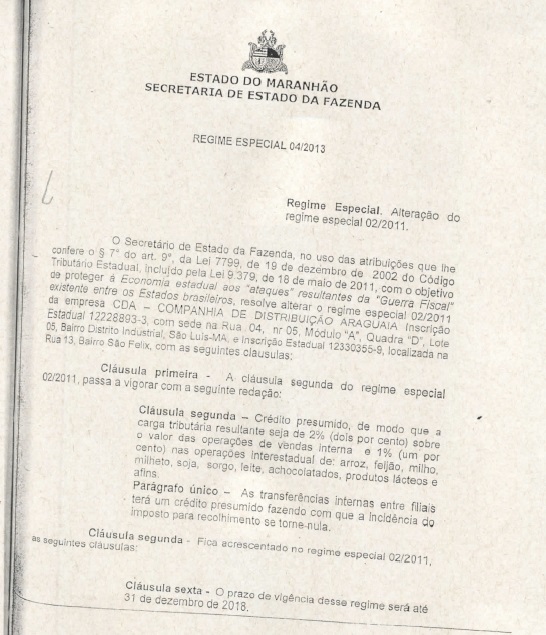 ESTADO DO MARANHÃO
SECRETARIA DE ESTADO DA FAZENDA
REGIME ESPECIAL 04/2013
Regime Especial. Alteração do
regime especial 02/2011.
O Secretário de Estado da Fazenda, no uso das atribuições que lhe
confere o § 7° do art. 9°, da Lei 7799, de 19 de dezembro de 2002 do Código
Tributário Estadual, incluído pela Lei 9.379, de 18 de maio de 2011, com o objetivo
de proteger à Economia estadual aos "ataques" resultantes da "Guerra Fiscal"
existente entre os Estados brasileiros, resolve alterar o regime especial 02/2011
da empresa CDA – COMPANHIA DE DISTRIBUIÇÃO ARAGUAIA Inscrição
Estadual 12228893-3, com sede na Rua 04, nr 05, Módulo "A", Quadra "D", Lote
05, Bairro Distrito Industrial, São Luís-MA, e Inscrição Estadual 12330355-9, localizada na
Rua 13, Bairro São Felix, com as seguintes clausulas;
Cláusula primeira - A cláusula segunda do regime especial
02/2011, passa a vigorar com a seguinte redação:
Cláusula segunda – Crédito presumido, de modo que a
carga tributária resultante seja de 2% (dois por cento) sobre
o valor das operações de vendas interna e 1% (um por
cento) nas operações interestadual de: arroz, feijão, milho,
milheto, soja, sorgo, leite, achocolatados, produtos lácteos e
afins.
Parágrafo único – As transferências internas entre filiais
terá um crédito presumido fazendo com que a incidência do
imposto para recolhimento se torne-nula.
Cláusula segunda - Fica acrescentado no regime especial 02/2011,
as seguintes cláusulas:
Cláusula sexta - O prazo de vigência desse regime será até
31 de dezembro de 2018.